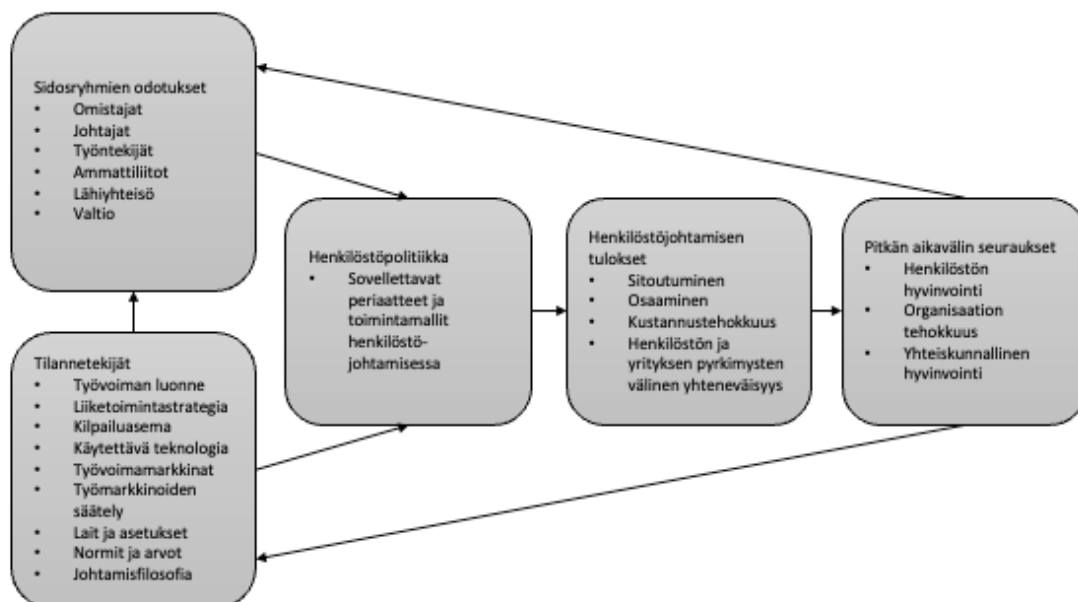 Sidosryhmien odotukset
• Omistajat
• Johtajat
• Työntekijät
• Ammattiliitot
• Lähiyhteisö
• Valtio
Tilannetekijät
• Työvoiman luonne
• Liiketoimintastrategia
• Kilpailuasema
• Käytettävä teknologia
• Työvoimamarkkinat
• Työmarkkinoiden
säätely
• Lait ja asetukset
• Normit ja arvot
• Johtamisfilosofia
Henkilöstöpolitiikka
• Sovellettavat
periaatteet ja
toimintamallit
henkilöstö-
johtamisessa
Henkilöstöjohtamisen
tulokset
• Sitoutuminen
• Osaaminen
• Kustannustehokkuus
• Henkilöstön ja
yrityksen pyrkimysten
välinen yhteneväisyys
Pitkän aikavälin seuraukset
• Henkilöstön
hyvinvointi
• Organisaation
tehokkuus
• Yhteiskunnallinen
hyvinvointi